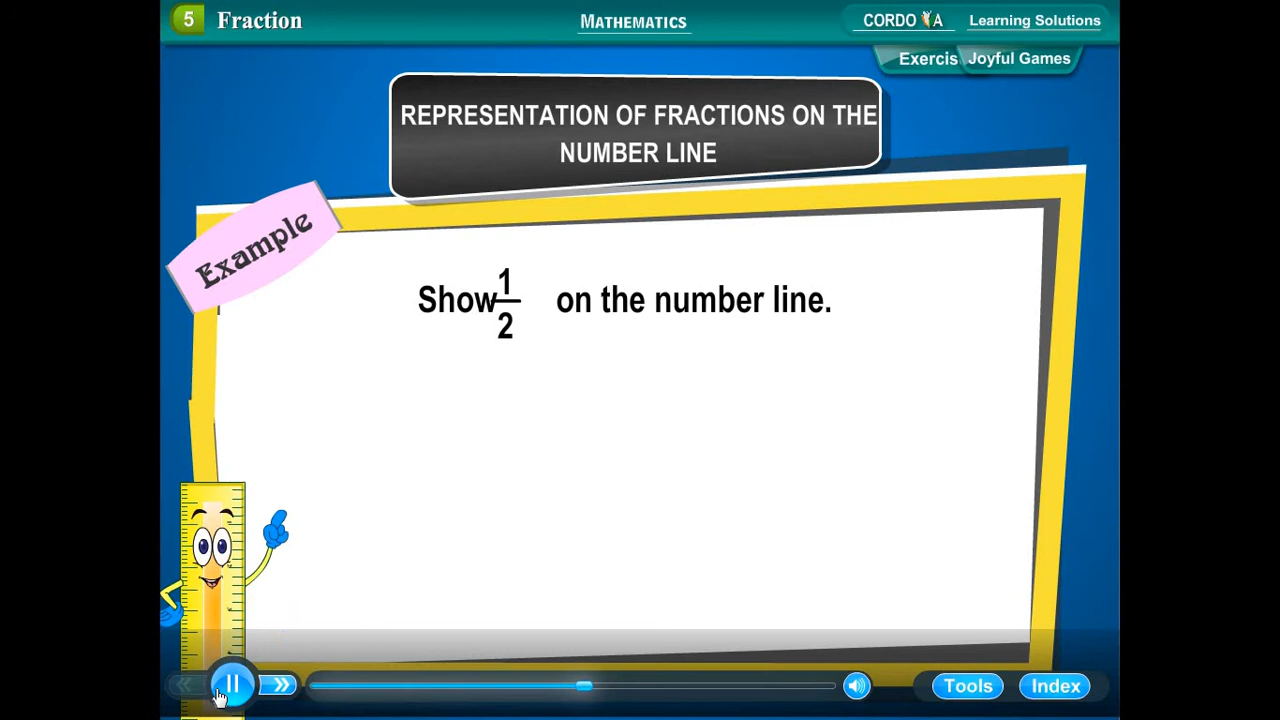 5 Fraction
MATHEMATICS
CORDOVA Learning Solutions
Exercis Joyful Games
REPRESENTATION OF FRACTIONS ON THE
NUMBER LINE
Example
Show 1/2 on the number line.
Tools Index